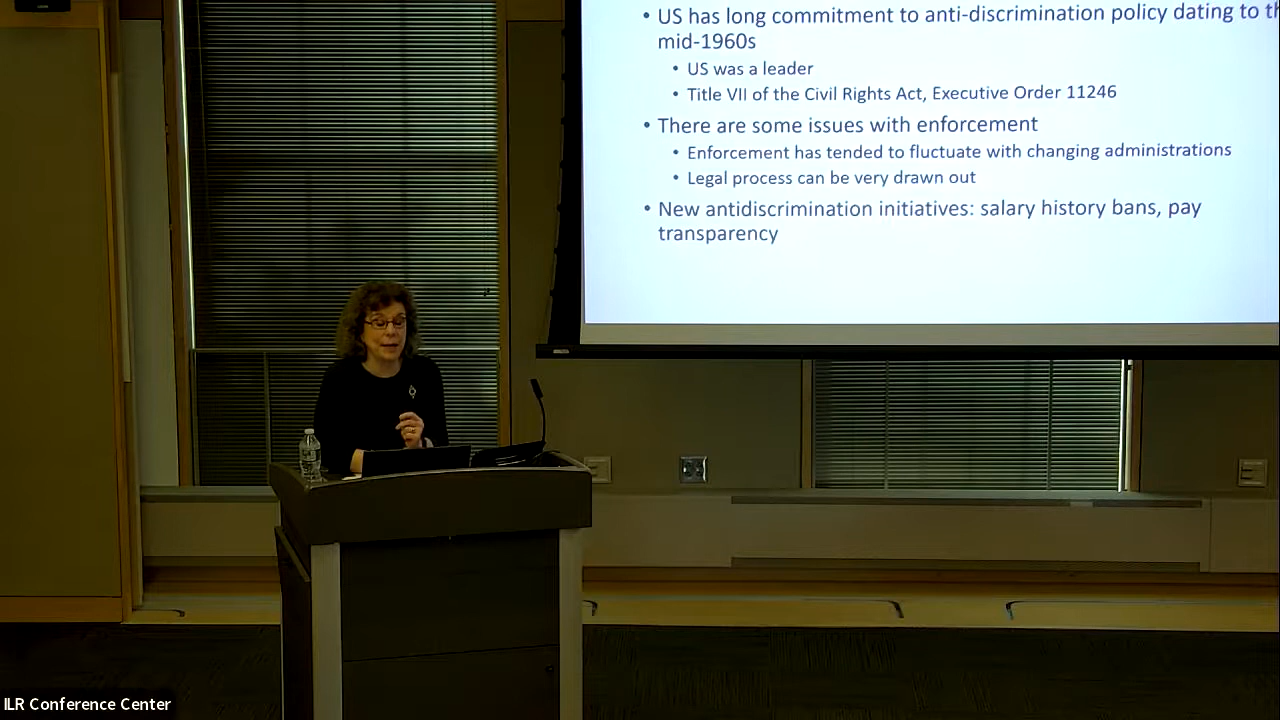 • US has long commitment to anti-discrimination policy dating to th
mid-1960s
• US was a leader
• Title VII of the Civil Rights Act, Executive Order 11246
• There are some issues with enforcement
• Enforcement has tended to fluctuate with changing administrations
• Legal process can be very drawn out
• New antidiscrimination initiatives: salary history bans, pay
transparency
ILR Conference Center